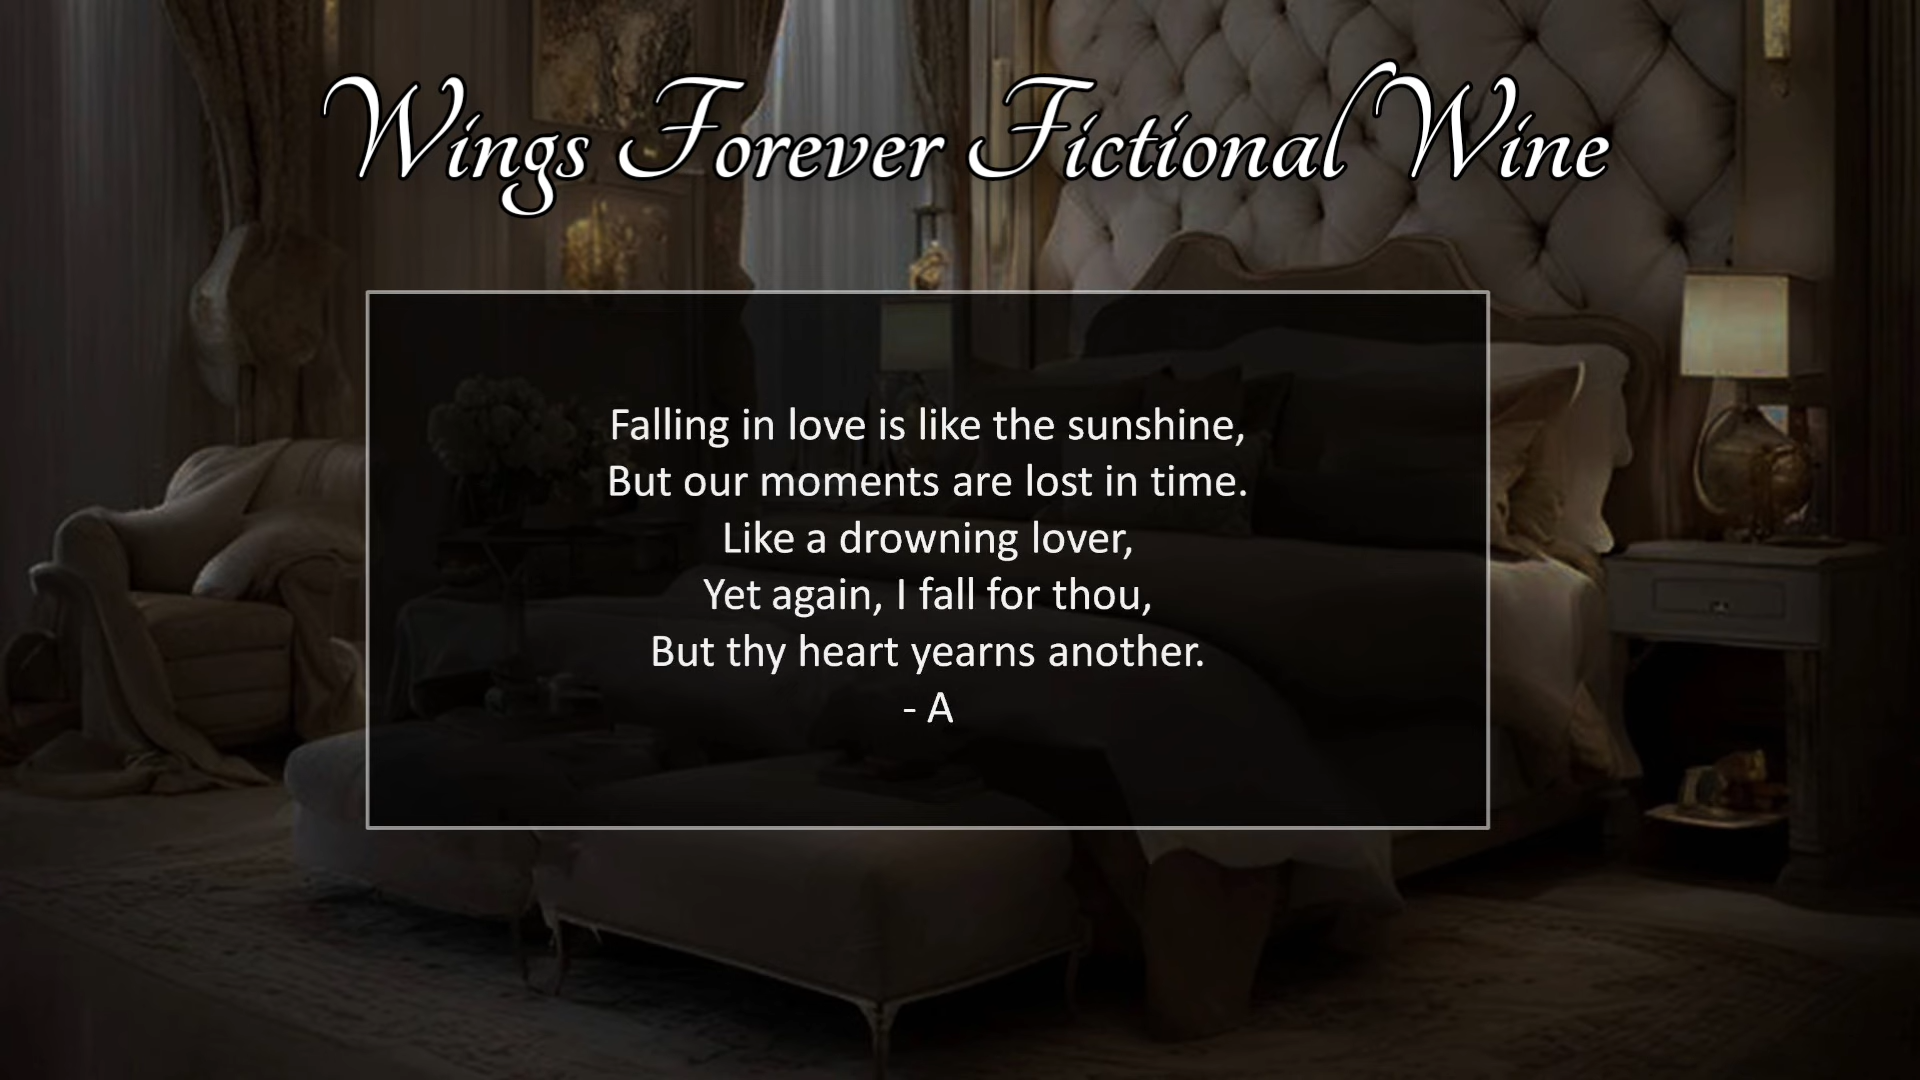 Wings Forever Fictional Wine
Falling in love is like the sunshine,
But our moments are lost in time.
Like a drowning lover,
Yet again, I fall for thou,
But thy heart yearns another.
- A